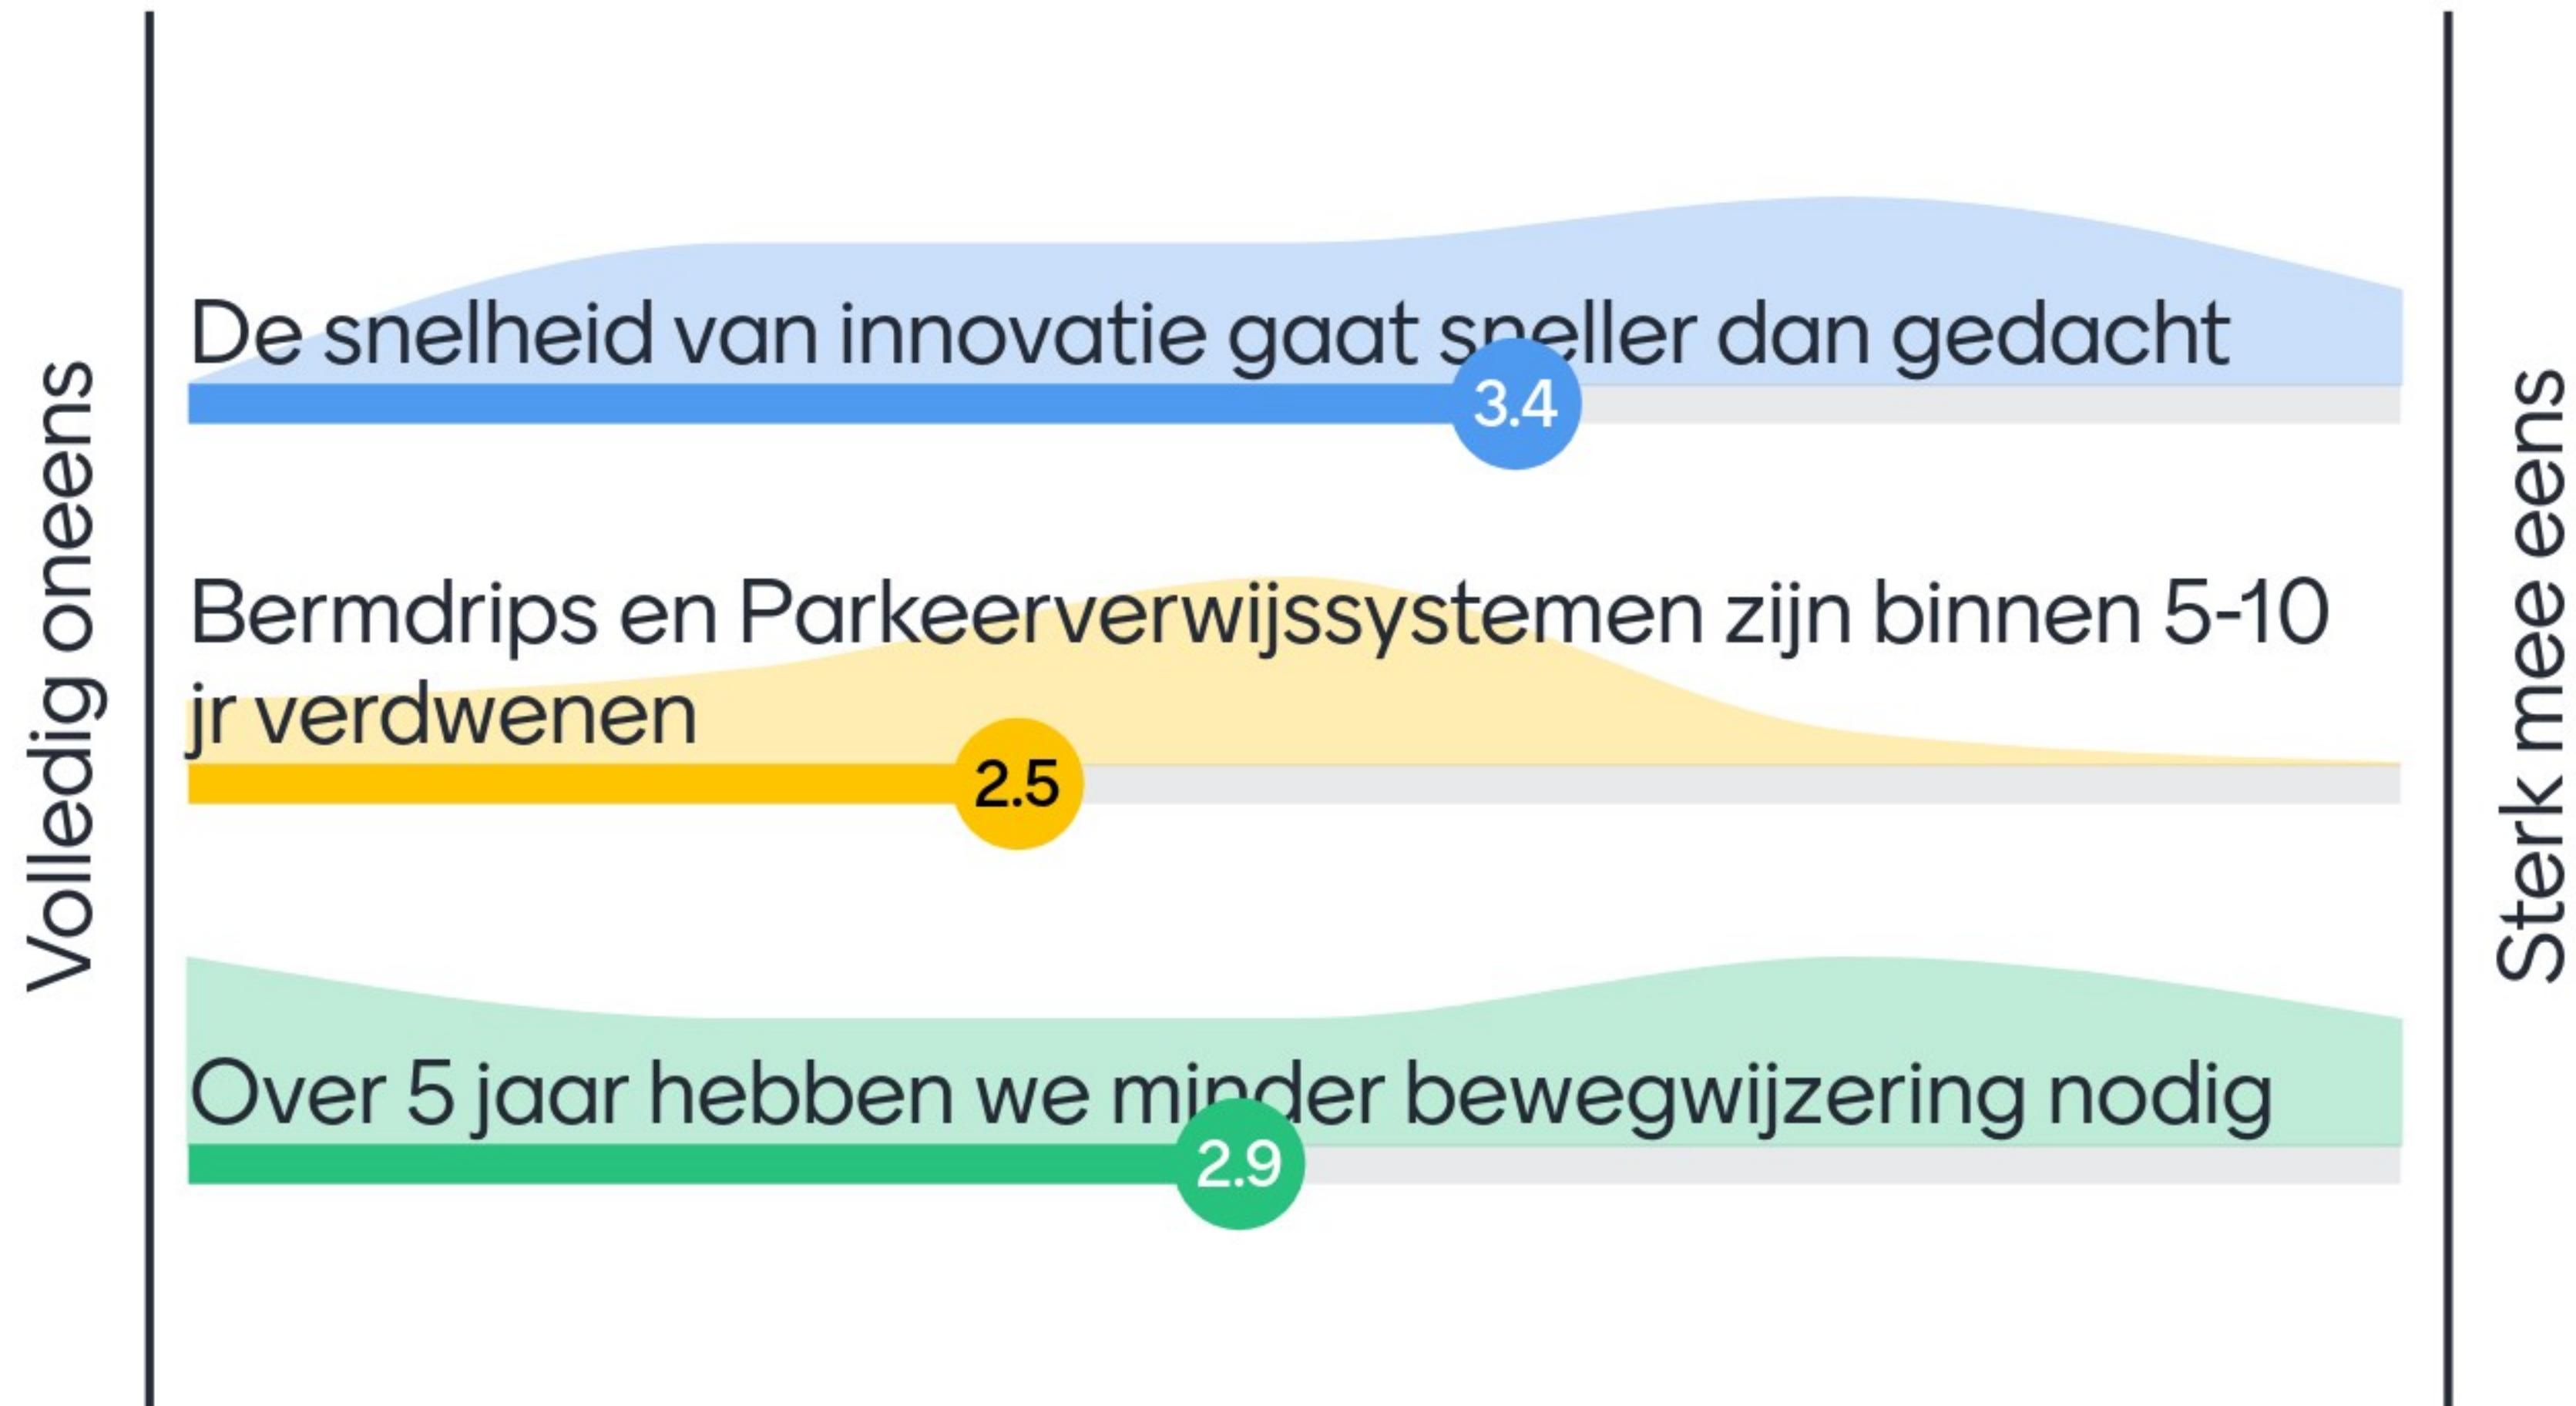 Volledig oneens
De snelheid van innovatie gaat sneller dan gedacht
3.4
Bermdrips en Parkeerverwijssystemen zijn binnen 5-10
jr verdwenen
2.5
Over 5 jaar hebben we minder bewegwijzering nodig
2.9
Sterk mee eens